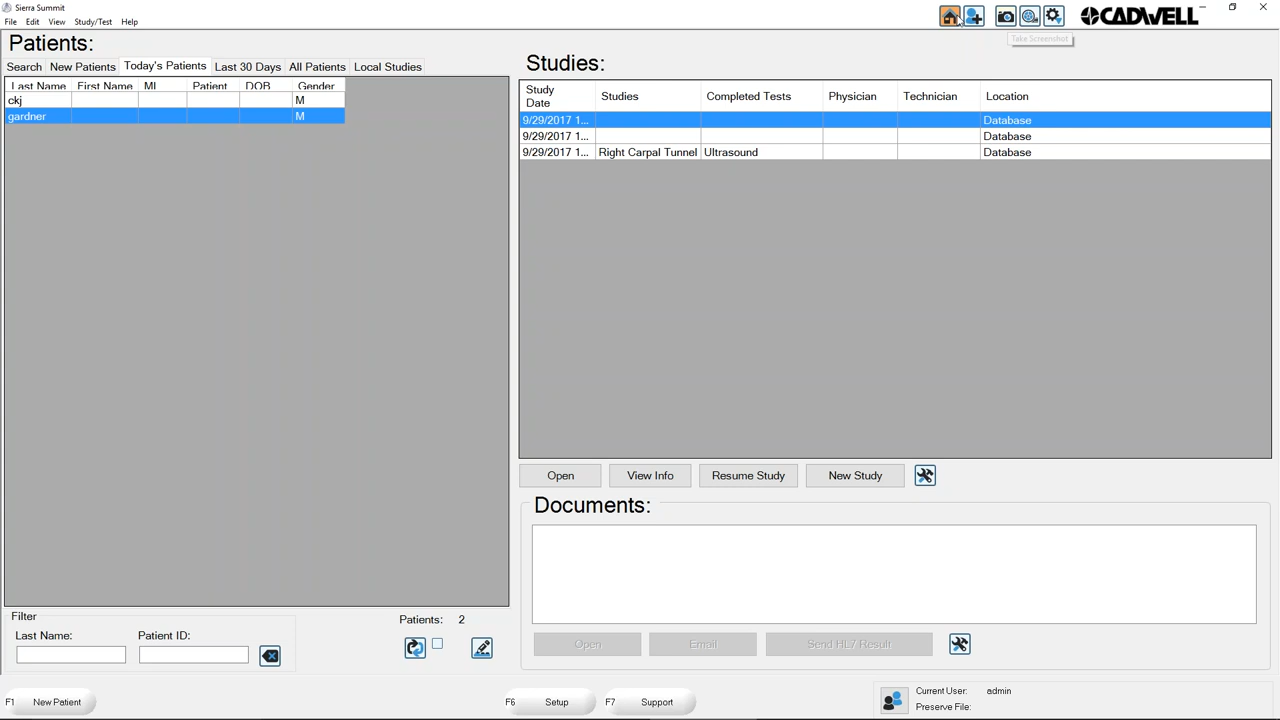 Sierra Summit
File Edit View Study/Test Help
CADWELL
Take Screenshot
Patients:
Search New Patients Today's Patients Last 30 Days All Patients Local Studies
Last Name First Name MI Patient DOB Gender
ckj M
gardner M
Studies:
Study Date Studies Completed Tests Physician Technician Location
9/29/2017 1... Database
9/29/2017 1... Database
9/29/2017 1... Right Carpal Tunnel Ultrasound Database
Open View Info Resume Study New Study
Documents:
Open Email Send HL7 Result
Filter
Last Name: Patient ID:
Patients: 2
F1 New Patient F6 Setup F7 Support
Current User: admin
Preserve File: